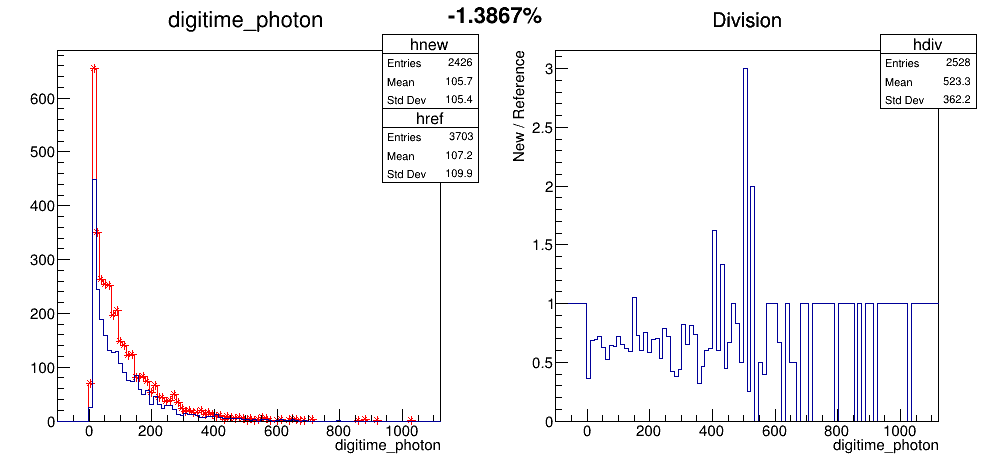 digitime_photon
-1.3867%
Division
hnew
Entries 2426
Mean 105.7
Std Dev 105.4
href
Entries 3703
Mean 107.2
Std Dev 109.9
600
500
400
300
200
100
0
0 200 400 600 800 1000
digitime_photon
hdiv
Entries 2528
Mean 523.3
Std Dev 362.2
New / Reference
3
2.5
2
1.5
1
0.5
0
0 200 400 600 800 1000
digitime_photon